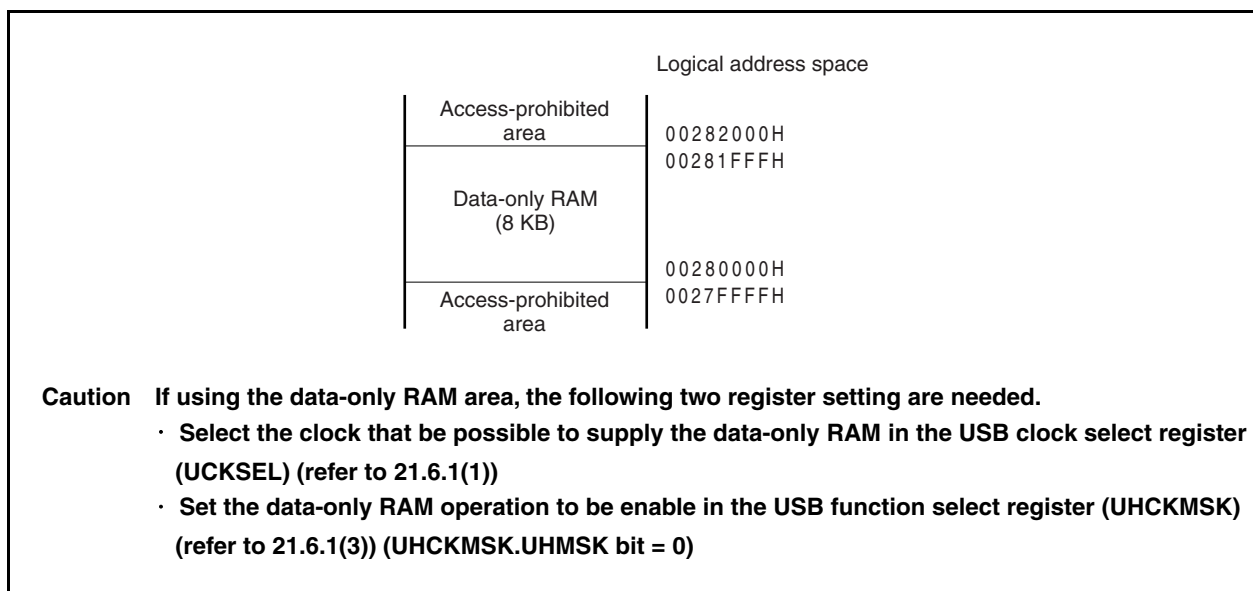 Logical address space
Access-prohibited
area
00282000H
00281FFFH
Data-only RAM
(8 KB)
00280000H
0027FFFFH
Access-prohibited
area
Caution If using the data-only RAM area, the following two register setting are needed.
· Select the clock that be possible to supply the data-only RAM in the USB clock select register
(UCKSEL) (refer to 21.6.1(1))
· Set the data-only RAM operation to be enable in the USB function select register (UHCKMSK)
(refer to 21.6.1(3)) (UHCKMSK.UHMSK bit = 0)